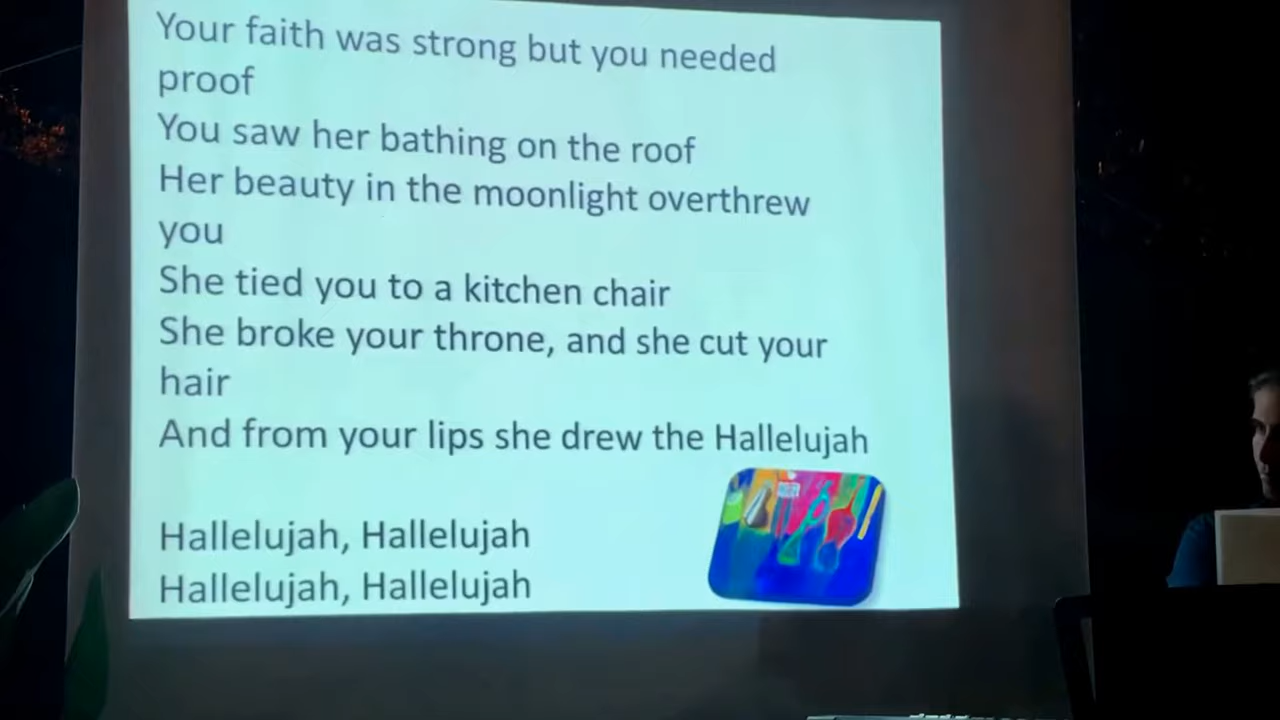 Your faith was strong but you needed
proof
You saw her bathing on the roof
Her beauty in the moonlight overthrew
you
She tied you to a kitchen chair
She broke your throne, and she cut your
hair
And from your lips she drew the Hallelujah
Hallelujah, Hallelujah
Hallelujah, Hallelujah